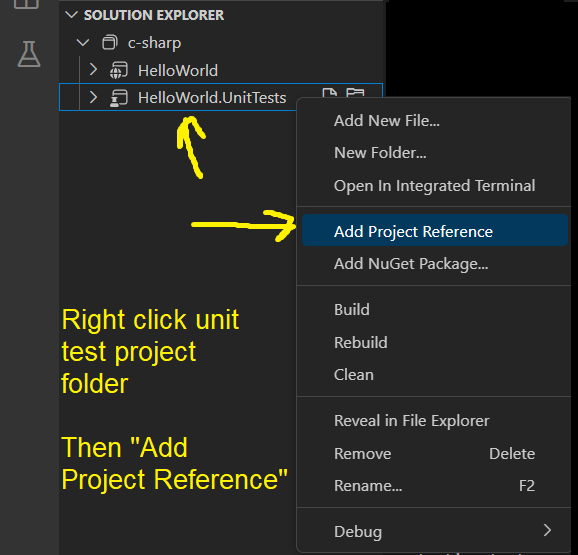 SOLUTION EXPLORER
c-sharp
HelloWorld
HelloWorld.UnitTests
Add New File...
New Folder...
Open In Integrated Terminal
Add Project Reference
Add NuGet Package...
Build
Rebuild
Clean
Reveal in File Explorer
Remove Delete
Rename... F2
Debug
Right click unit
test project
folder
Then "Add
Project Reference"